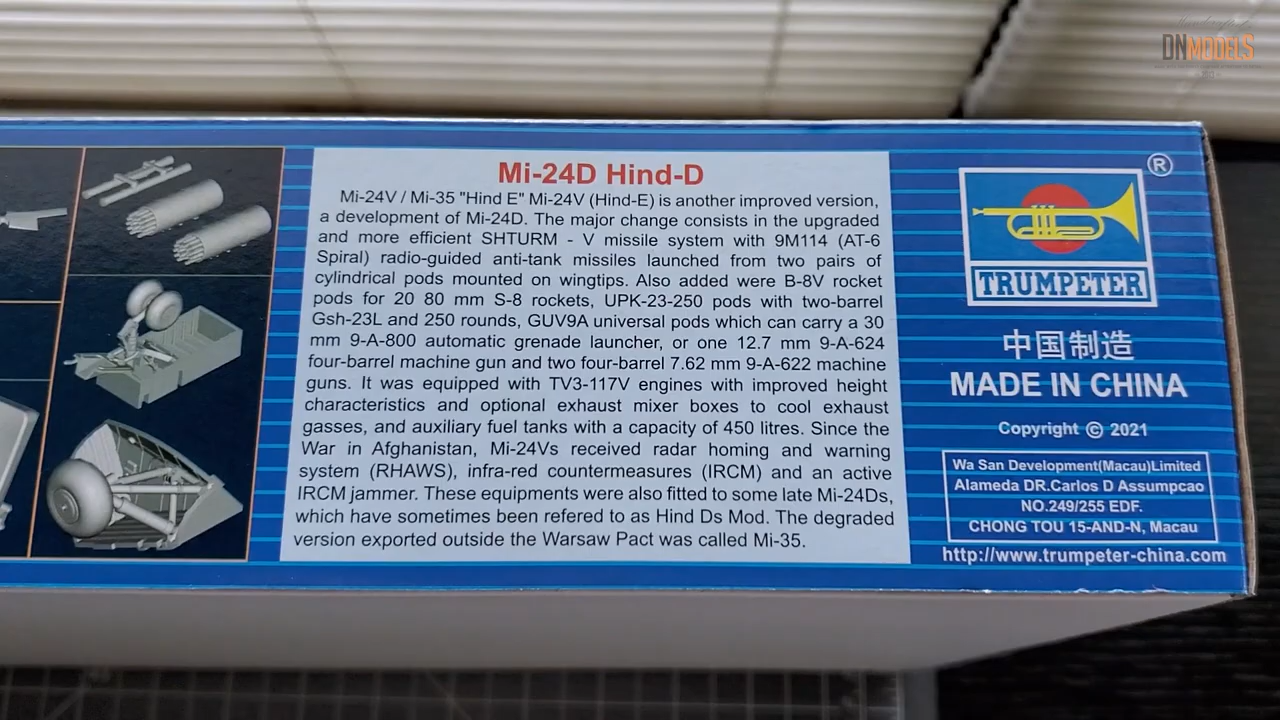 DNMODELS
Mi-24D Hind-D
Mi-24V / Mi-35 "Hind E" Mi-24V (Hind-E) is another improved version,
a development of Mi-24D. The major change consists in the upgraded
and more efficient SHTURM - V missile system with 9M114 (AT-6
Spiral) radio-guided anti-tank missiles launched from two pairs of
cylindrical pods mounted on wingtips. Also added were B-8V rocket
pods for 20 80 mm S-8 rockets, UPK-23-250 pods with two-barrel
Gsh-23L and 250 rounds, GUV9A universal pods which can carry a 30
mm 9-A-800 automatic grenade launcher, or one 12.7 mm 9-A-624
four-barrel machine gun and two four-barrel 7.62 mm 9-A-622 machine
guns. It was equipped with TV3-117V engines with improved height
characteristics and optional exhaust mixer boxes to cool exhaust
gasses, and auxiliary fuel tanks with a capacity of 450 litres. Since the
War in Afghanistan, Mi-24Vs received radar homing and warning
system (RHAWS), infra-red countermeasures (IRCM) and an active
IRCM jammer. These equipments were also fitted to some late Mi-24Ds,
which have sometimes been refered to as Hind Ds Mod. The degraded
version exported outside the Warsaw Pact was called Mi-35.
®
TRUMPETER
中国制造
MADE IN CHINA
Copyright © 2021
Wa San Development(Macau)Limited
Alameda DR.Carlos D Assumpcao
NO.249/255 EDF.
CHONG TOU 15-AND-N, Macau
http://www.trumpeter-china.com